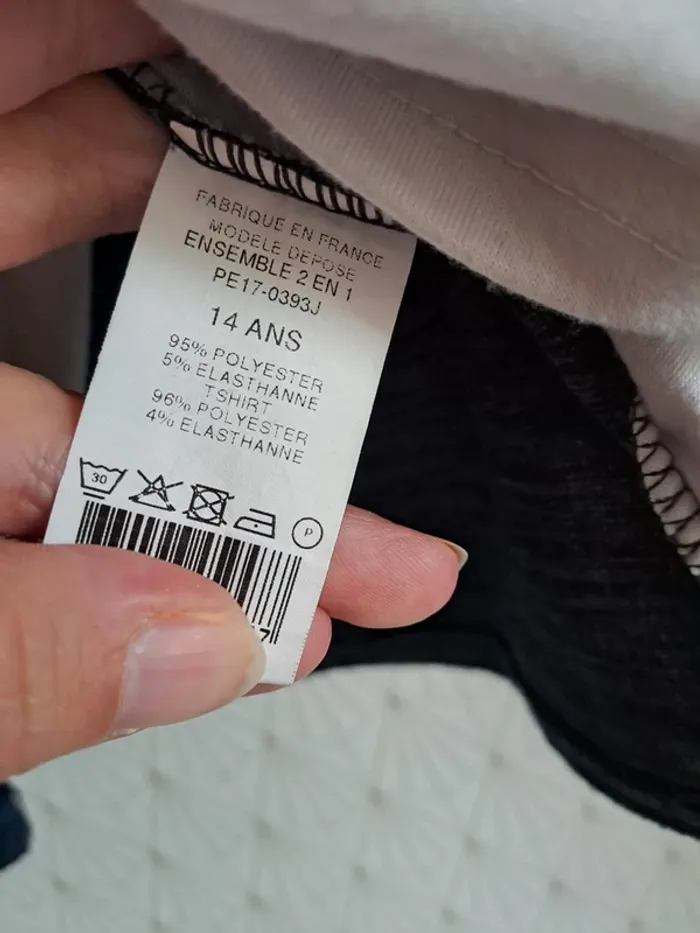 FABRIQUE EN FRANCE
MODELE DEPOSE
ENSEMBLE 2 EN 1
PE17-0393J
14 ANS
95% POLYESTER
5% ELASTHANNE
TSHIRT
96% POLYESTER
4% ELASTHANNE
30
P
7